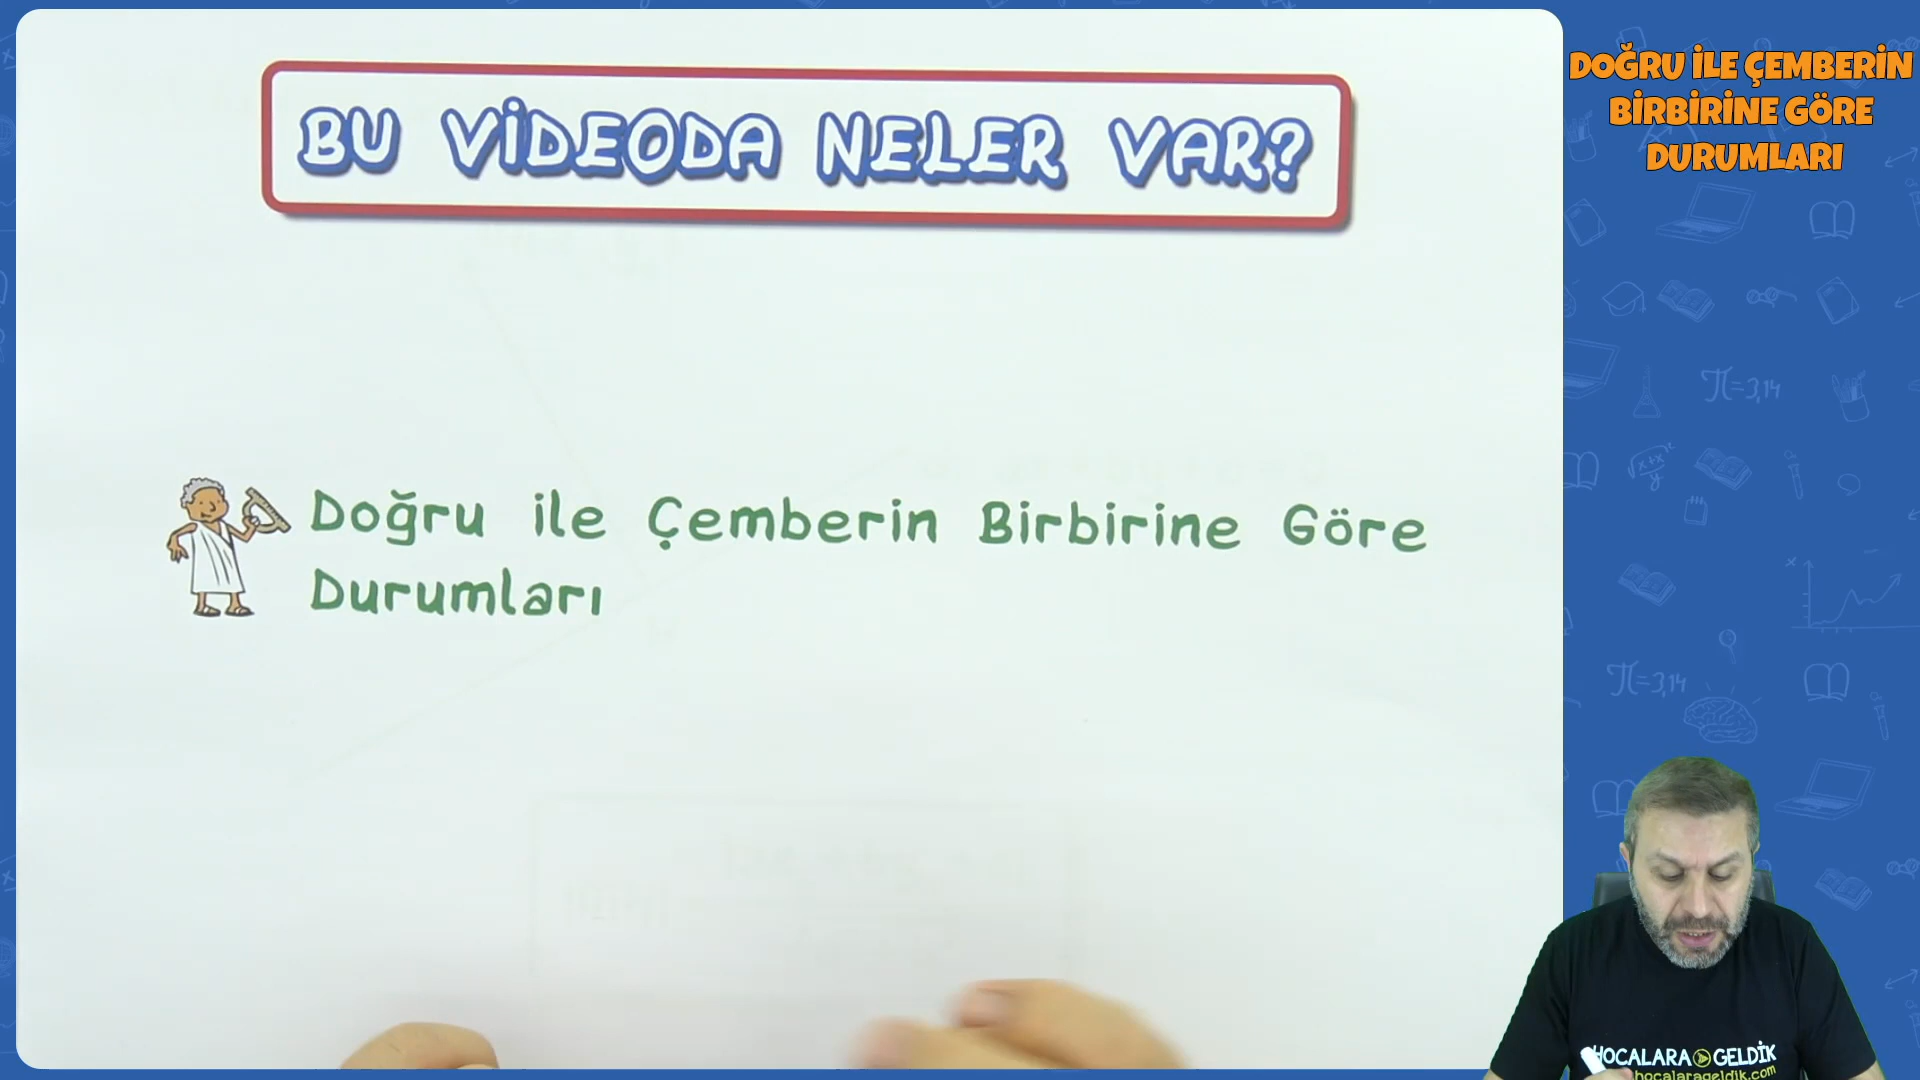 BU VİDEODA NELER VAR?
Doğru ile Çemberin Birbirine Göre
Durumları
DOĞRU İLE ÇEMBERİN
BİRBİRİNE GÖRE
DURUMLARI
π=3,14
π=3,14
HOCALARA GELDİK
hocalarageldik.com